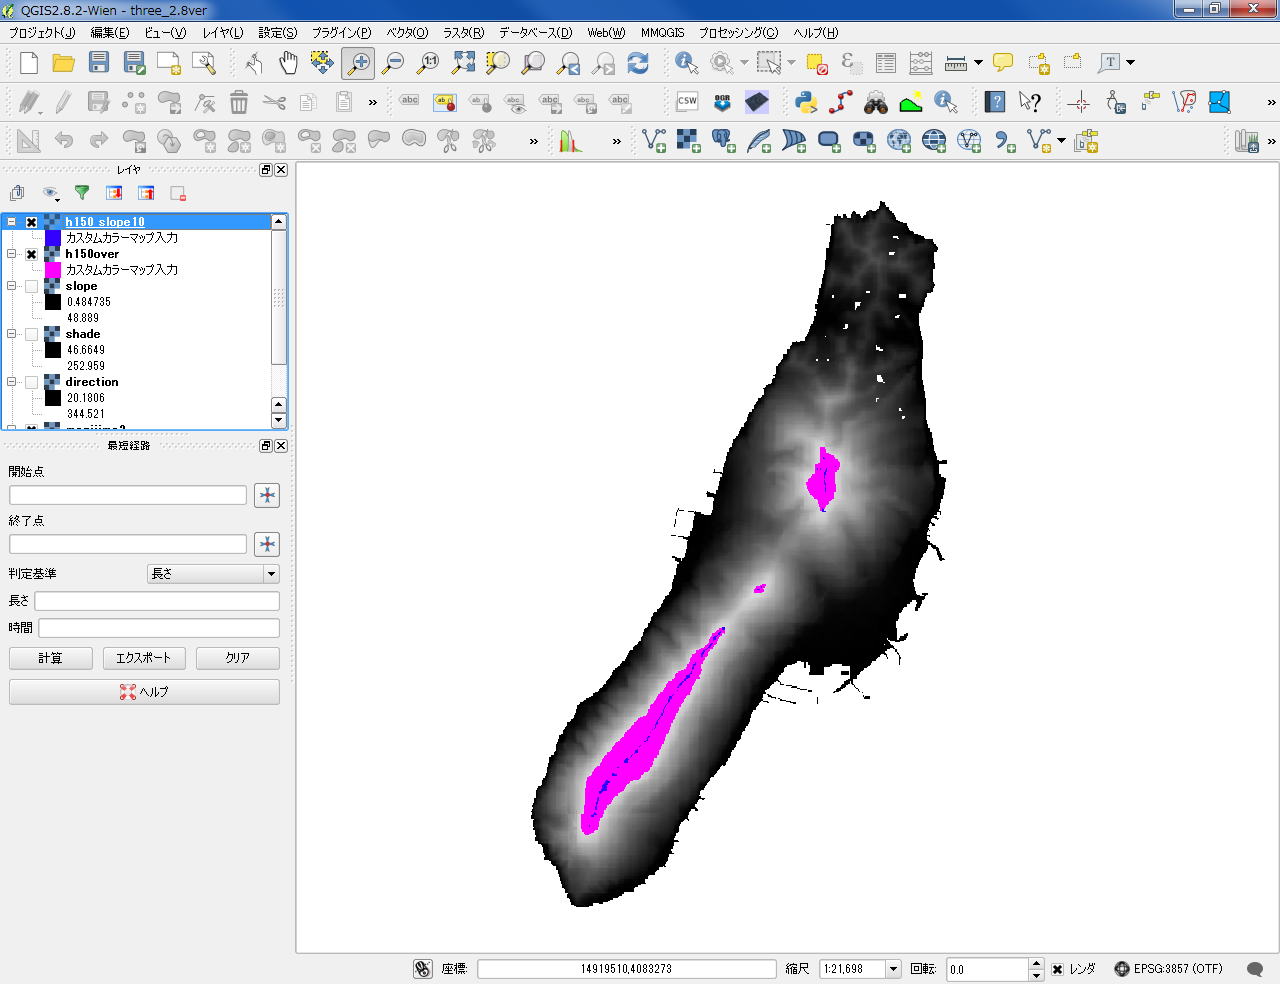 QGIS2.8.2-Wien - three_2.8ver
プロジェクト(J) 編集(E) ビュー(V) レイヤ(L) 設定(S) プラグイン(P) ベクタ(O) ラスタ(R) データベース(D) Web(W) MMQGIS プロセッシング(C) ヘルプ(H)
レイヤ
h150_slope10
カスタムカラーマップ入力
h150over
カスタムカラーマップ入力
slope
0.484735
48.889
shade
46.6649
252.959
direction
20.1806
344.521
最短経路
開始点
終了点
判定基準 長さ
長さ
時間
計算 エクスポート クリア
ヘルプ
座標: 14919510,4083273 縮尺 1:21,698 回転: 0.0 レンダ EPSG:3857 (OTF)